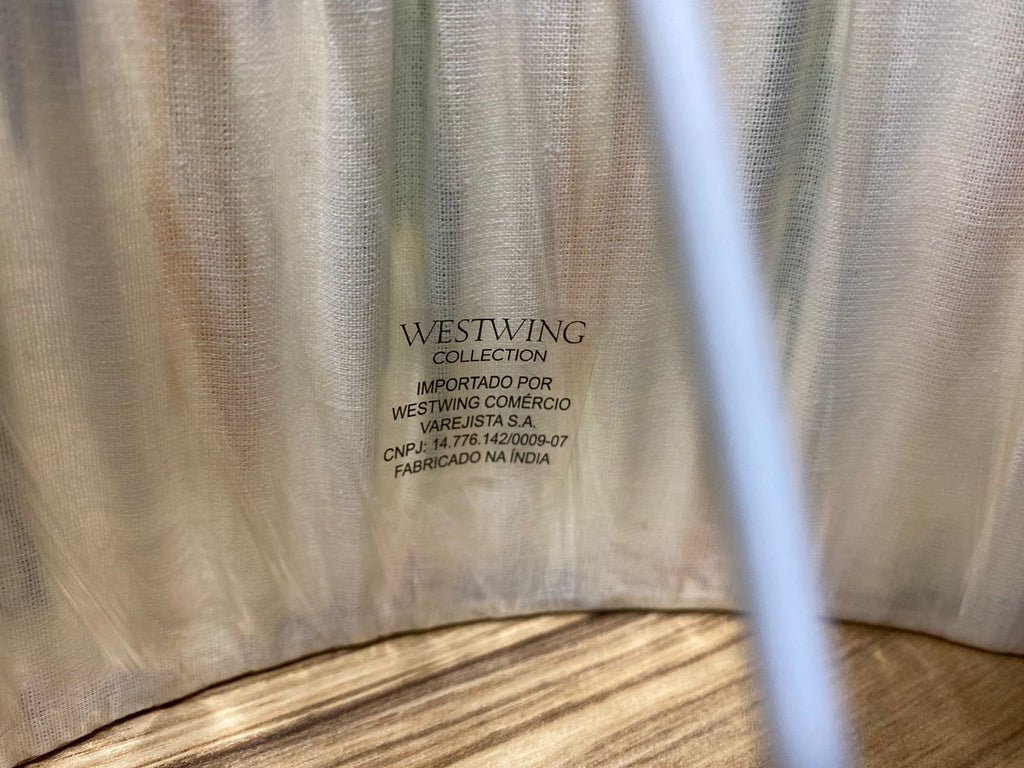 WESTWING
COLLECTION
IMPORTADO POR
WESTWING COMÉRCIO
VAREJISTA S.A.
CNPJ: 14.776.142/0009-07
FABRICADO NA ÍNDIA